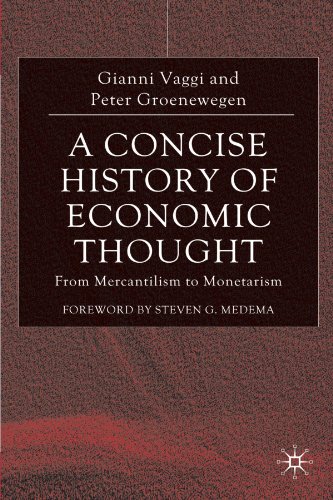 Gianni Vaggi and
Peter Groenewegen
A CONCISE
HISTORY OF
ECONOMIC
THOUGHT
From Mercantilism to Monetarism
FOREWORD BY STEVEN G. MEDEMA